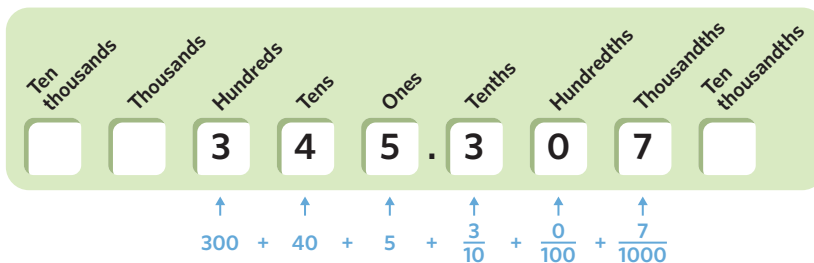 Ten thousands Thousands Hundreds Tens Ones Tenths Hundredths Thousandths Ten thousandths
3 4 5 . 3 0 7
300 + 40 + 5 + 3/10 + 0/100 + 7/1000